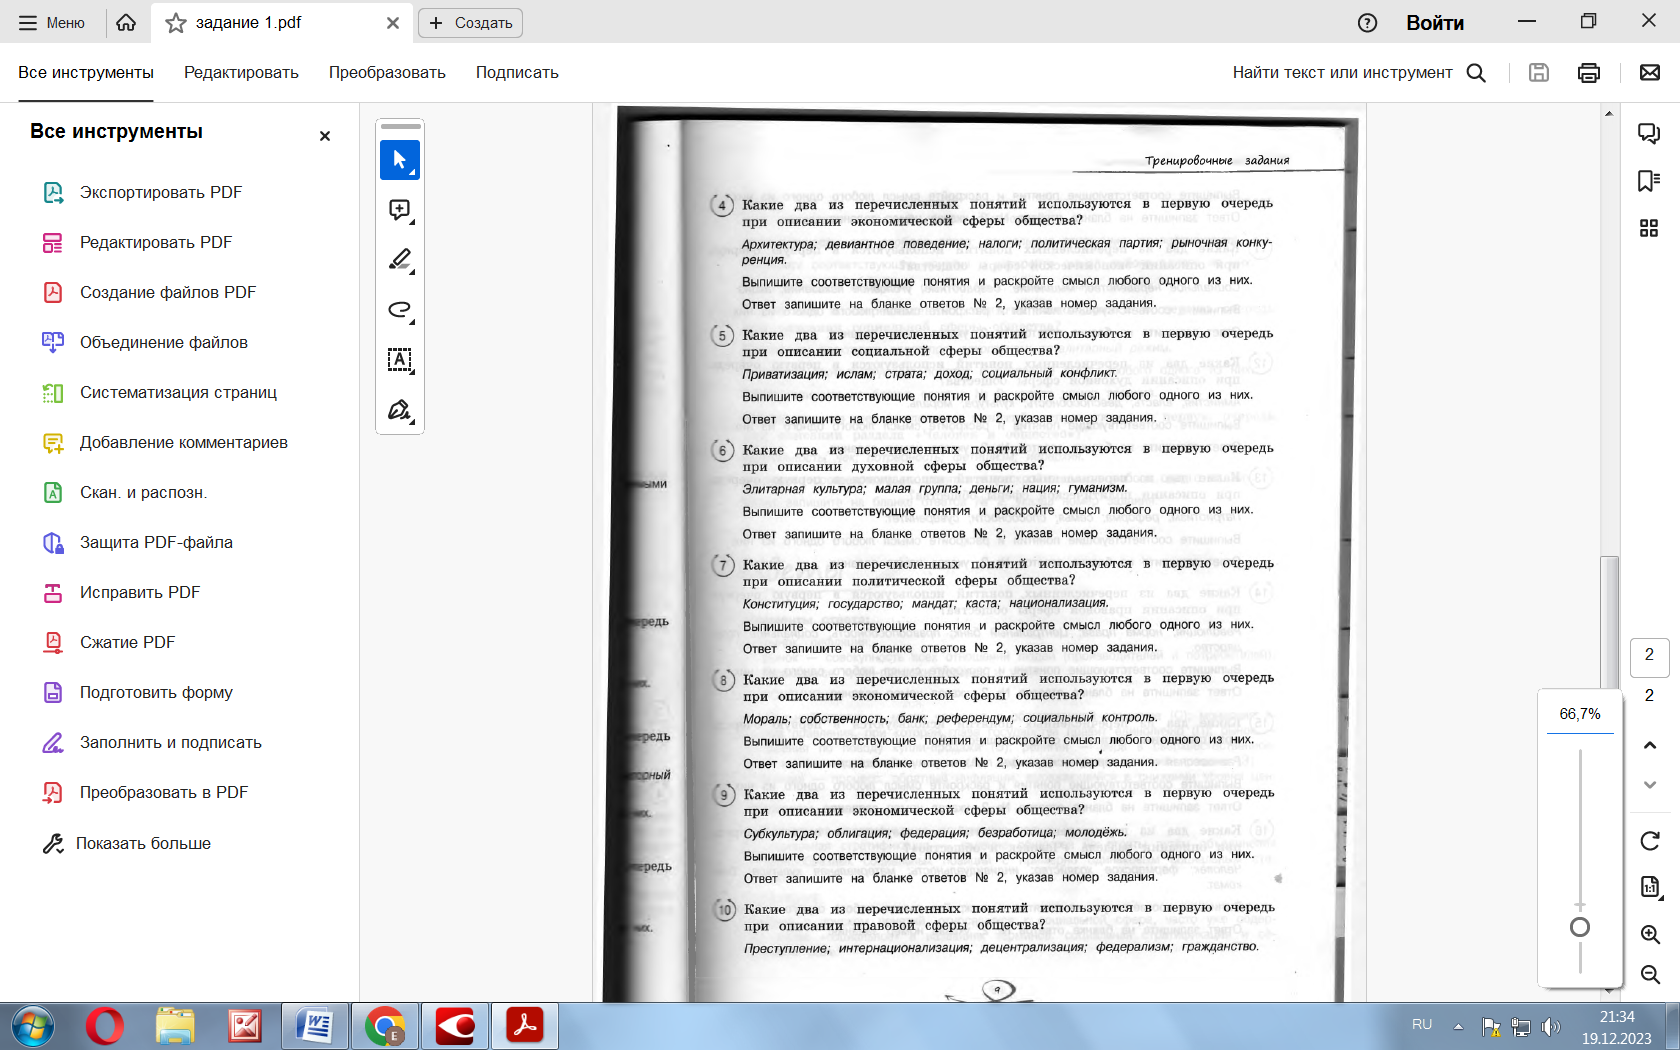 Меню
задание 1.pdf
Создать
Войти
Все инструменты
Редактировать
Преобразовать
Подписать
Найти текст или инструмент
Все инструменты
Экспортировать PDF
Редактировать PDF
Создание файлов PDF
Объединение файлов
Систематизация страниц
Добавление комментариев
Скан. и распозн.
Защита PDF-файла
Исправить PDF
Сжатие PDF
Подготовить форму
Заполнить и подписать
Преобразовать в PDF
Показать больше
Тренировочные задания
4 Какие два из перечисленных понятий используются в первую очередь
при описании экономической сферы общества?
Архитектура; девиантное поведение; налоги; политическая партия; рыночная конку-
ренция.
Выпишите соответствующие понятия и раскройте смысл любого одного из них.
Ответ запишите на бланке ответов № 2, указав номер задания.
5 Какие два из перечисленных понятий используются в первую очередь
при описании социальной сферы общества?
Приватизация; ислам; страта; доход; социальный конфликт.
Выпишите соответствующие понятия и раскройте смысл любого одного из них.
Ответ запишите на бланке ответов № 2, указав номер задания.
6 Какие два из перечисленных понятий используются в первую очередь
при описании духовной сферы общества?
Элитарная культура; малая группа; деньги; нация; гуманизм.
Выпишите соответствующие понятия и раскройте смысл любого одного из них.
Ответ запишите на бланке ответов № 2, указав номер задания.
7 Какие два из перечисленных понятий используются в первую очередь
при описании политической сферы общества?
Конституция; государство; мандат; каста; национализация.
Выпишите соответствующие понятия и раскройте смысл любого одного из них.
Ответ запишите на бланке ответов № 2, указав номер задания.
8 Какие два из перечисленных понятий используются в первую очередь
при описании экономической сферы общества?
Мораль; собственность; банк; референдум; социальный контроль.
Выпишите соответствующие понятия и раскройте смысл любого одного из них.
Ответ запишите на бланке ответов № 2, указав номер задания.
9 Какие два из перечисленных понятий используются в первую очередь
при описании экономической сферы общества?
Субкультура; облигация; федерация; безработица; молодёжь.
Выпишите соответствующие понятия и раскройте смысл любого одного из них.
Ответ запишите на бланке ответов № 2, указав номер задания.
10 Какие два из перечисленных понятий используются в первую очередь
при описании правовой сферы общества?
Преступление; интернационализация; децентрализация; федерализм; гражданство.
9
2
2
66,7%
RU
21:34
19.12.2023